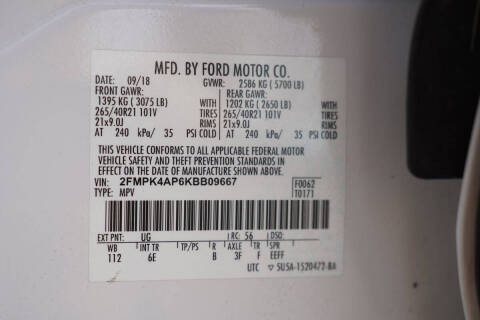 MFD. BY FORD MOTOR CO.
DATE: 09/18 GVWR: 2586 KG ( 5700 LB)
FRONT GAWR: REAR GAWR:
1395 KG ( 3075 LB) WITH 1202 KG ( 2650 LB) WITH
265/40R21 101V TIRES 265/40R21 101V TIRES
21x9.0J RIMS 21x9.0J RIMS
AT 240 kPa/ 35 PSI COLD AT 240 kPa/ 35 PSI COLD
THIS VEHICLE CONFORMS TO ALL APPLICABLE FEDERAL MOTOR
VEHICLE SAFETY AND THEFT PREVENTION STANDARDS IN
EFFECT ON THE DATE OF MANUFACTURE SHOWN ABOVE.
VIN: 2FMPK4AP6KBB09667 F0062
TYPE: MPV T0171
EXT PNT: UG RC: 56 DSO:
WB INT TR TP/PS R AXLE TR SPR
112 6E B 3F F EEFF
UTC ▽ 5U5A-1520472-BA